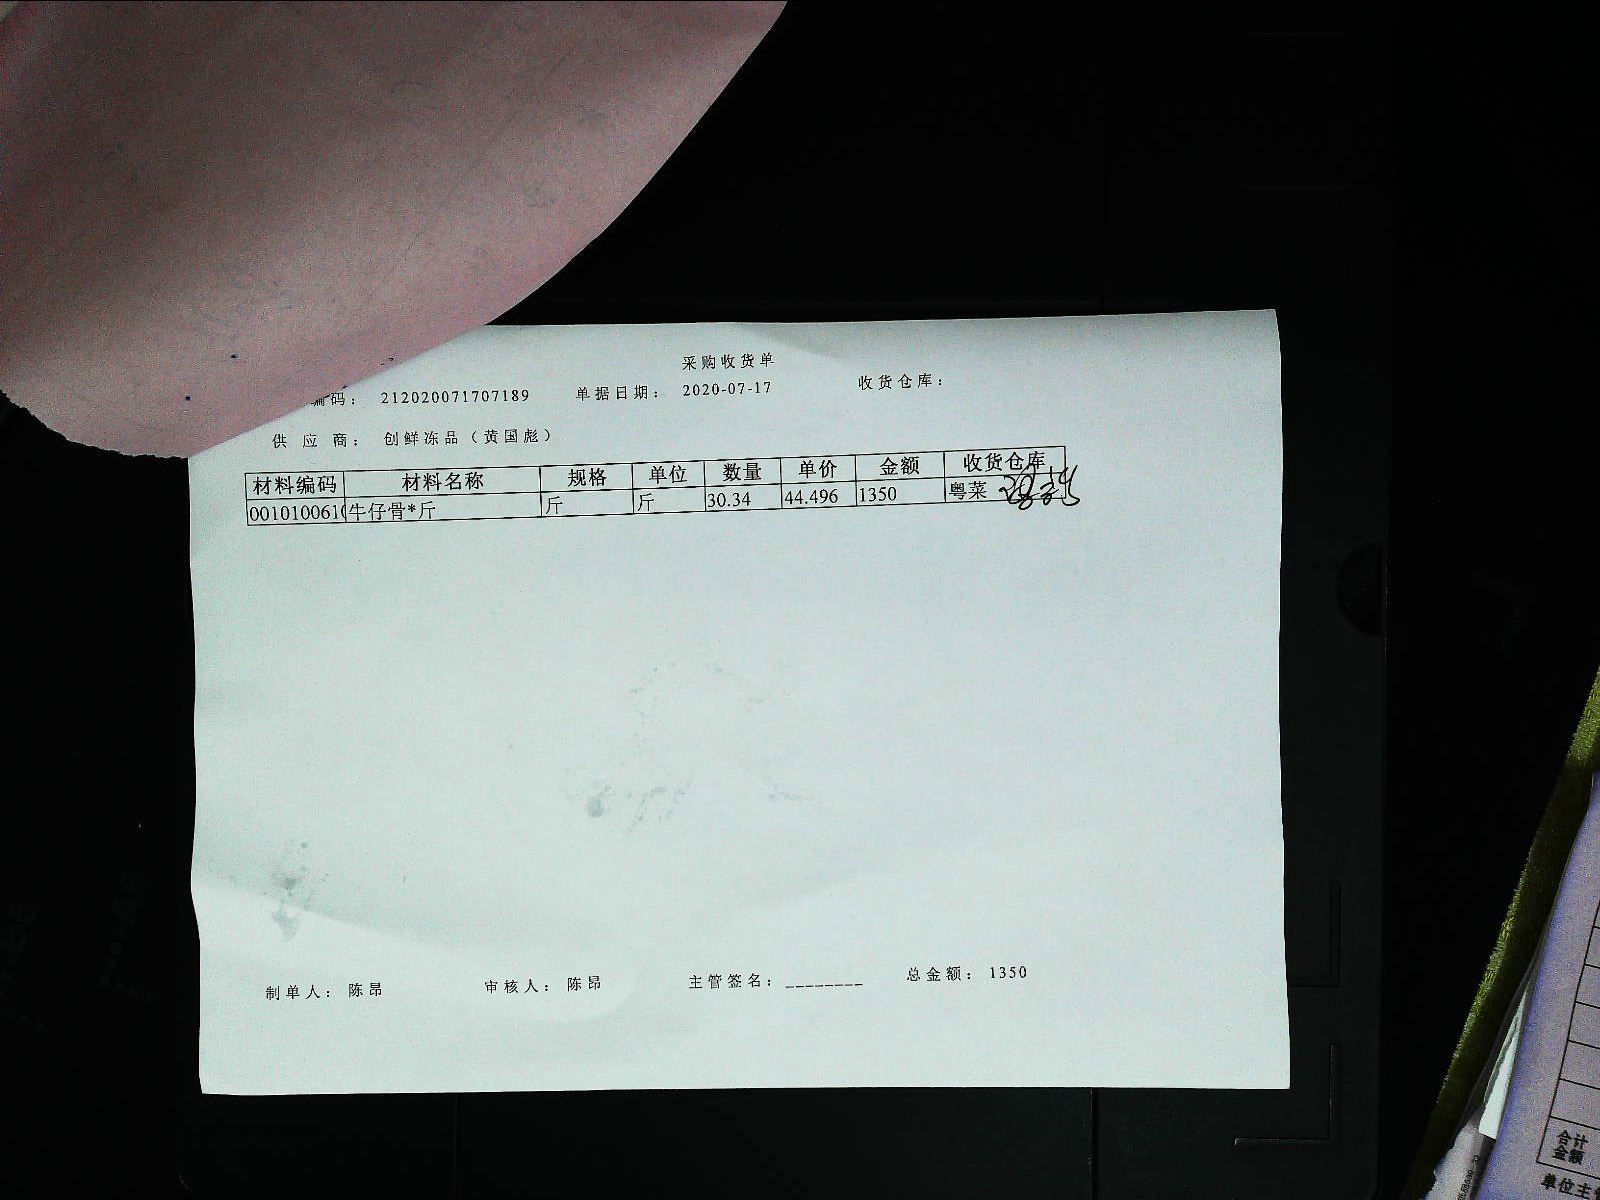 采购收货单
编码： 212020071707189 单据日期： 2020-07-17 收货仓库：
供 应 商： 创鲜冻品（黄国彪）
材料编码 材料名称 规格 单位 数量 单价 金额 收货仓库
001010061 牛仔骨*斤 斤 斤 30.34 44.496 1350 粤菜
制单人： 陈昂 审核人： 陈昂 主管签名：________ 总金额： 1350
合计
金额
单位主